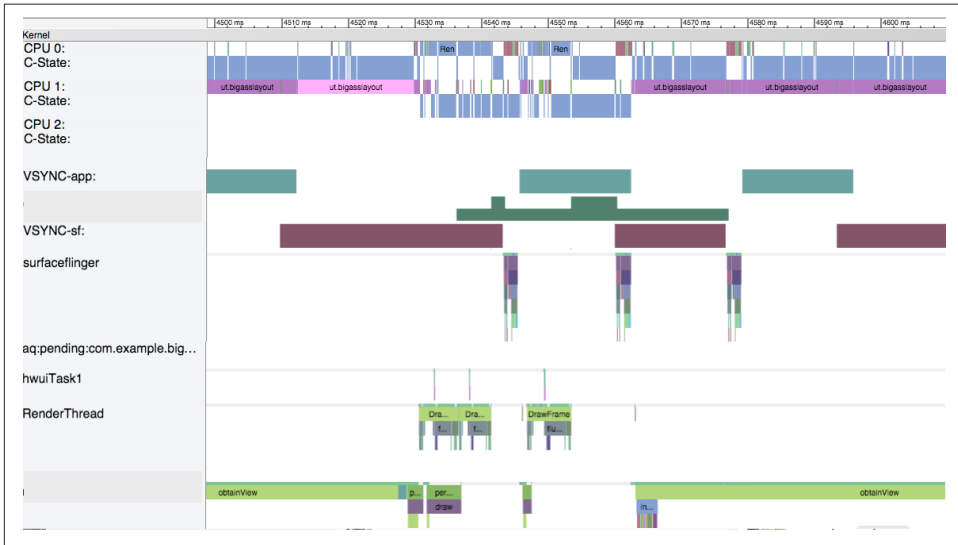 4500 ms 4510 ms 4520 ms 4530 ms 4540 ms 4550 ms 4560 ms 4570 ms 4580 ms 4590 ms 4600 ms
Kernel
CPU 0: Ren Ren
C-State:
CPU 1: ut.bigasslayout ut.bigasslayout ut.bigasslayout ut.bigasslayout ut.bigasslayout
C-State:
CPU 2:
C-State:
VSYNC-app:
VSYNC-sf:
surfaceflinger
aq:pending:com.example.big...
hwuiTask1
RenderThread Dra... Dra... DrawFrame
f... f... flu...
obtainView p... per... obtainView
draw in...